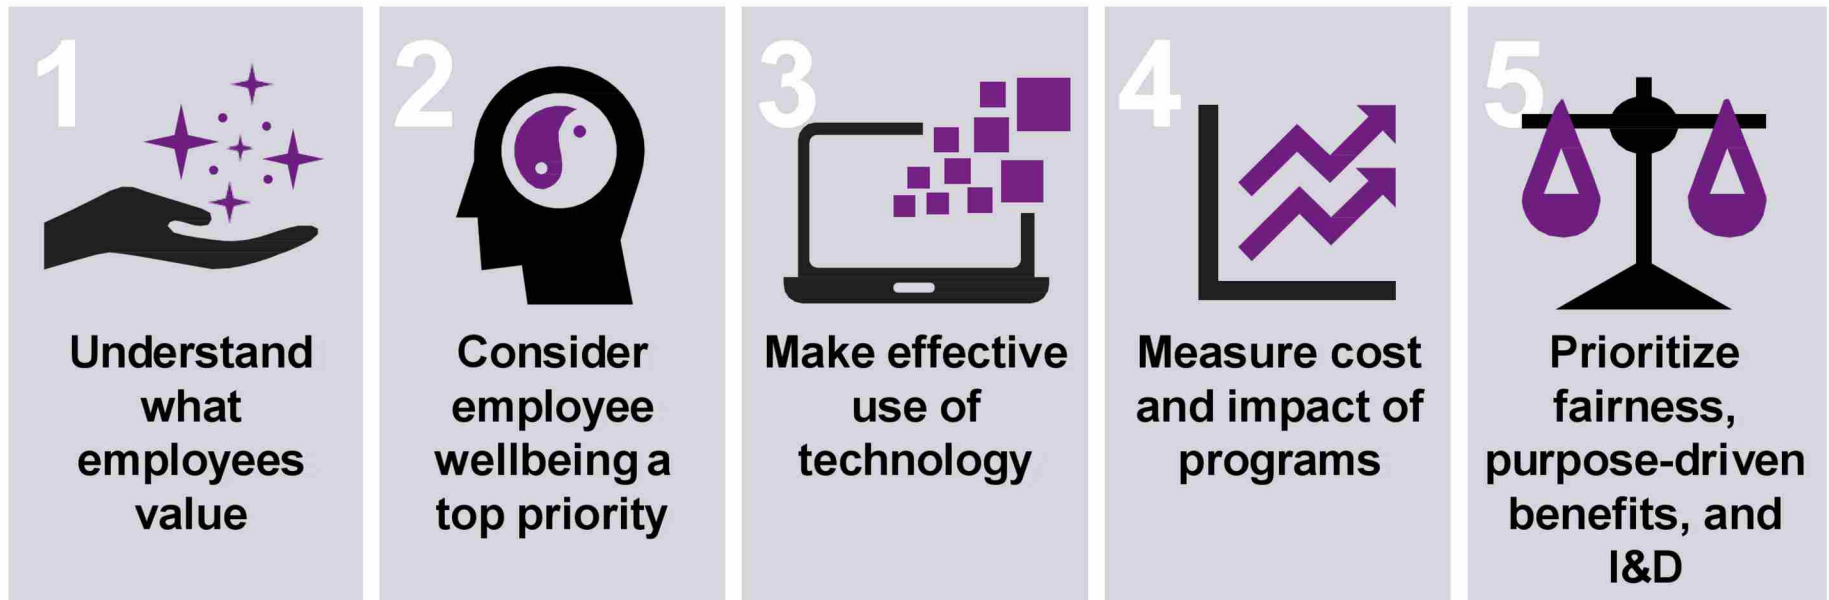 1
Understand
what
employees
value
2
Consider
employee
wellbeing a
top priority
3
Make effective
use of
technology
4
Measure cost
and impact of
programs
5
Prioritize
fairness,
purpose-driven
benefits, and
I&D